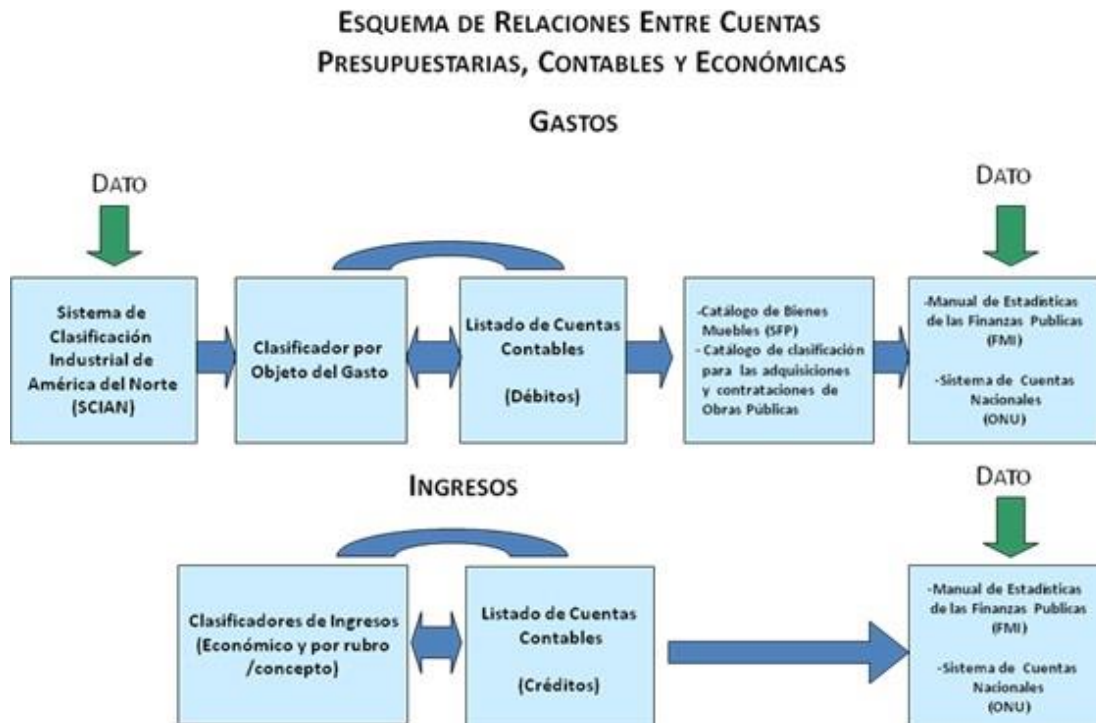 ESQUEMA DE RELACIONES ENTRE CUENTAS
PRESUPUESTARIAS, CONTABLES Y ECONÓMICAS
GASTOS
DATO
DATO
Sistema de
Clasificación
Industrial de
América del Norte
(SCIAN)
Clasificador por
Objeto del Gasto
Listado de Cuentas
Contables
(Débitos)
-Catálogo de Bienes
Muebles (SFP)
- Catálogo de clasificación
para las adquisiciones
y contrataciones de
Obras Públicas
-Manual de Estadísticas
de las Finanzas Publicas
(FMI)
-Sistema de Cuentas
Nacionales
(ONU)
INGRESOS
DATO
Clasificadores de Ingresos
(Económico y por rubro
/concepto)
Listado de Cuentas
Contables
(Créditos)
-Manual de Estadísticas
de las Finanzas Publicas
(FMI)
-Sistema de Cuentas
Nacionales
(ONU)